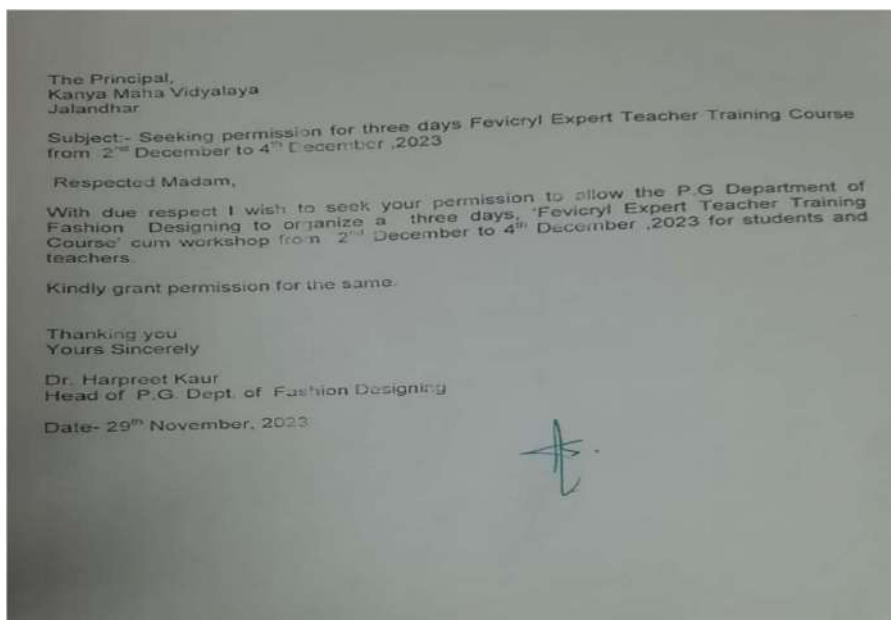 The Principal,
Kanya Maha Vidyalaya
Jalandhar
Subject:- Seeking permission for three days Fevicryl Expert Teacher Training Course
from 2nd December to 4th December ,2023
Respected Madam,
With due respect I wish to seek your permission to allow the P.G Department of
Fashion Designing to organize a three days, 'Fevicryl Expert Teacher Training
Course' cum workshop from 2nd December to 4th December ,2023 for students and
teachers.
Kindly grant permission for the same.
Thanking you
Yours Sincerely
Dr. Harpreet Kaur
Head of P.G. Dept. of Fashion Designing
Date- 29th November, 2023